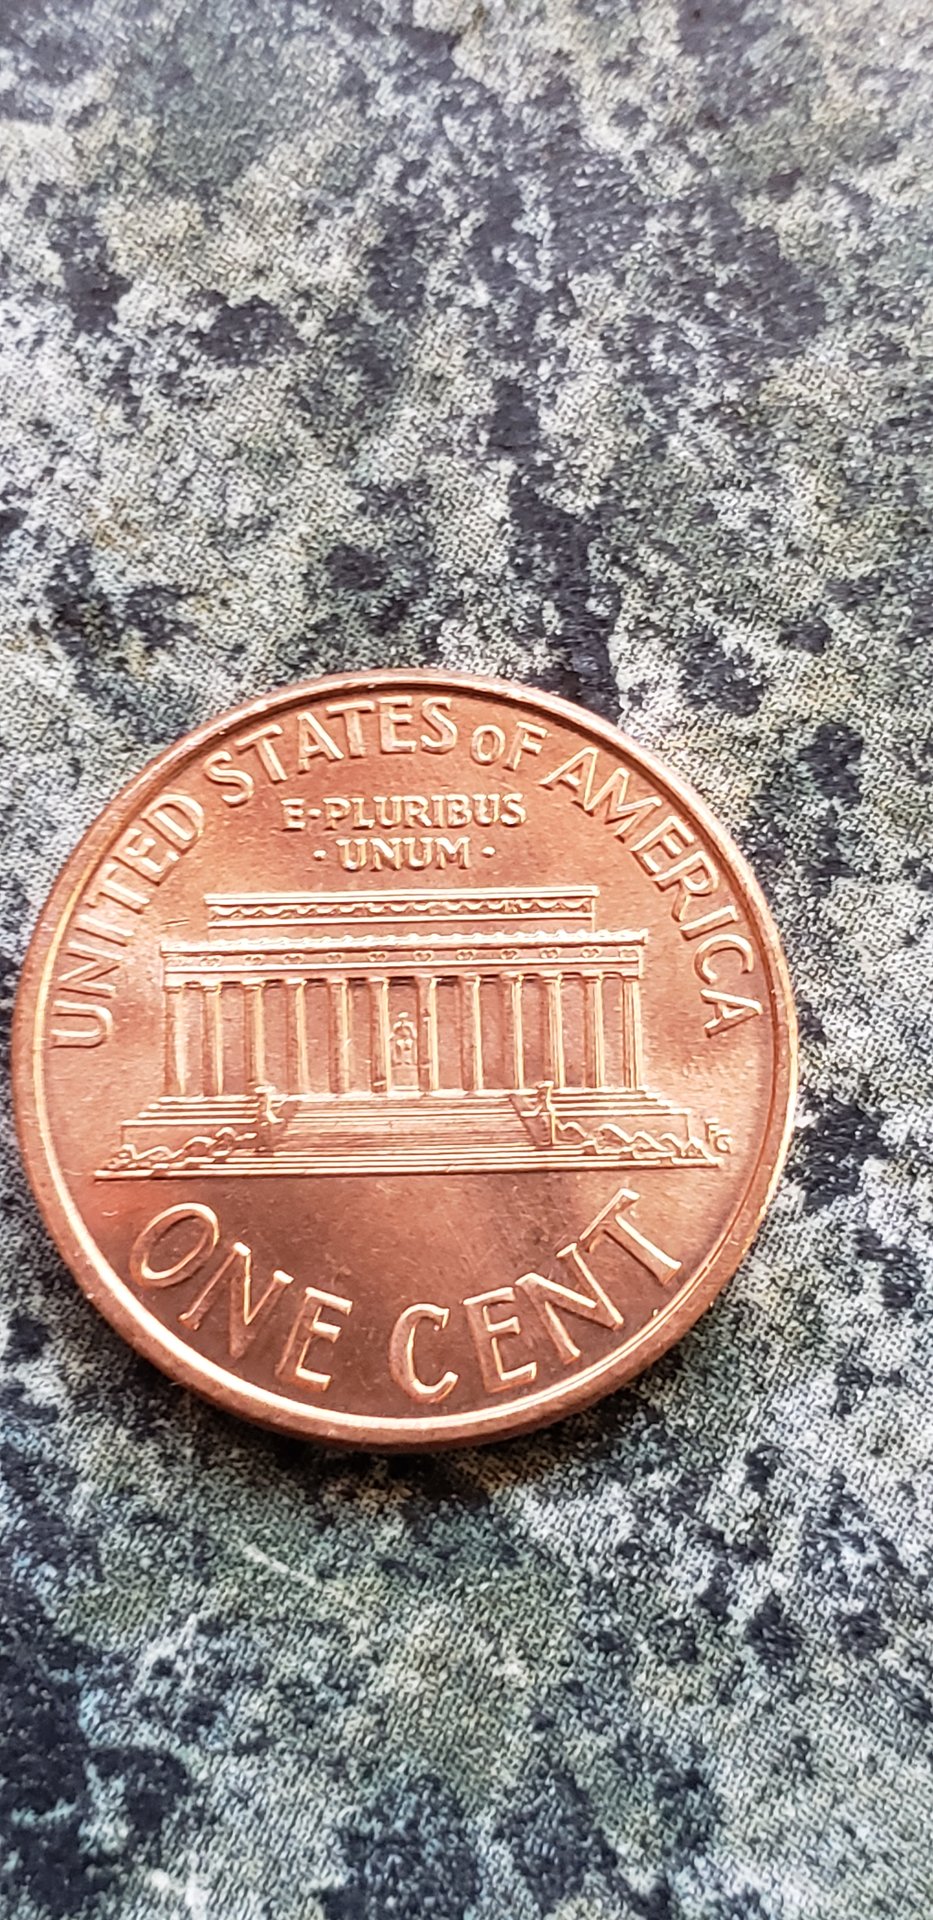 UNITED STATES OF AMERICA
E·PLURIBUS
·UNUM·
FG
ONE CENT